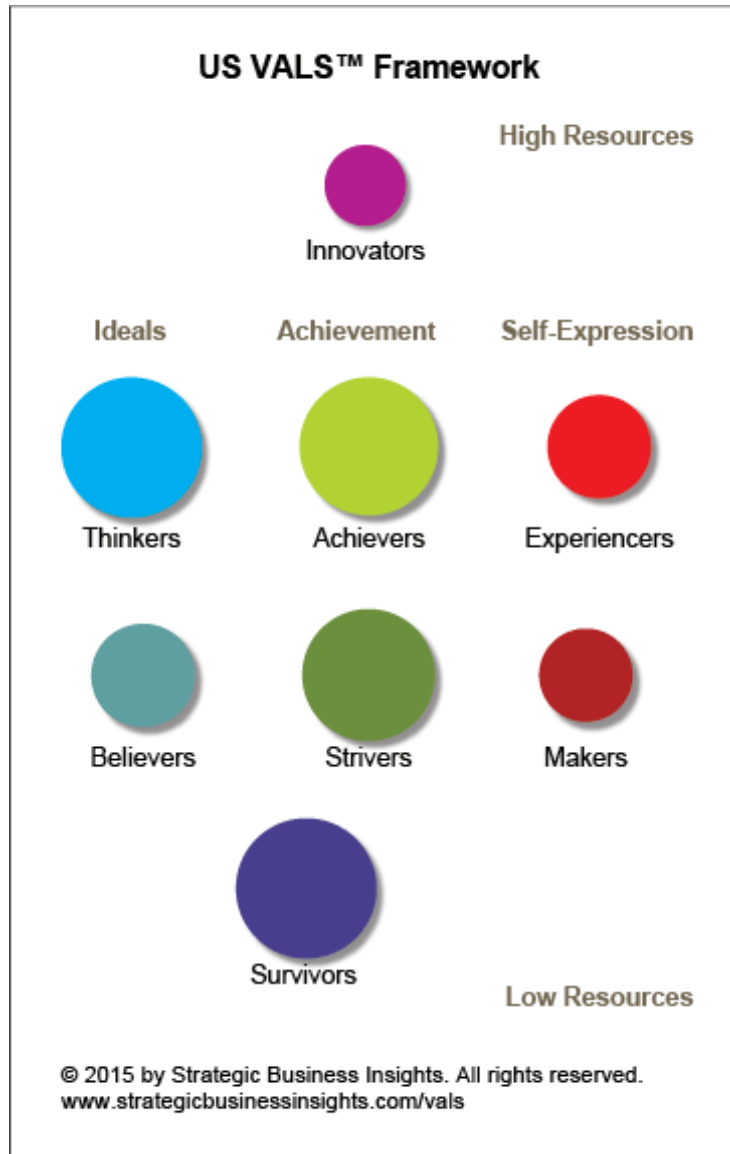 US VALS™ Framework
High Resources
Innovators
Ideals Achievement Self-Expression
Thinkers Achievers Experiencers
Believers Strivers Makers
Survivors
Low Resources
© 2015 by Strategic Business Insights. All rights reserved.
www.strategicbusinessinsights.com/vals